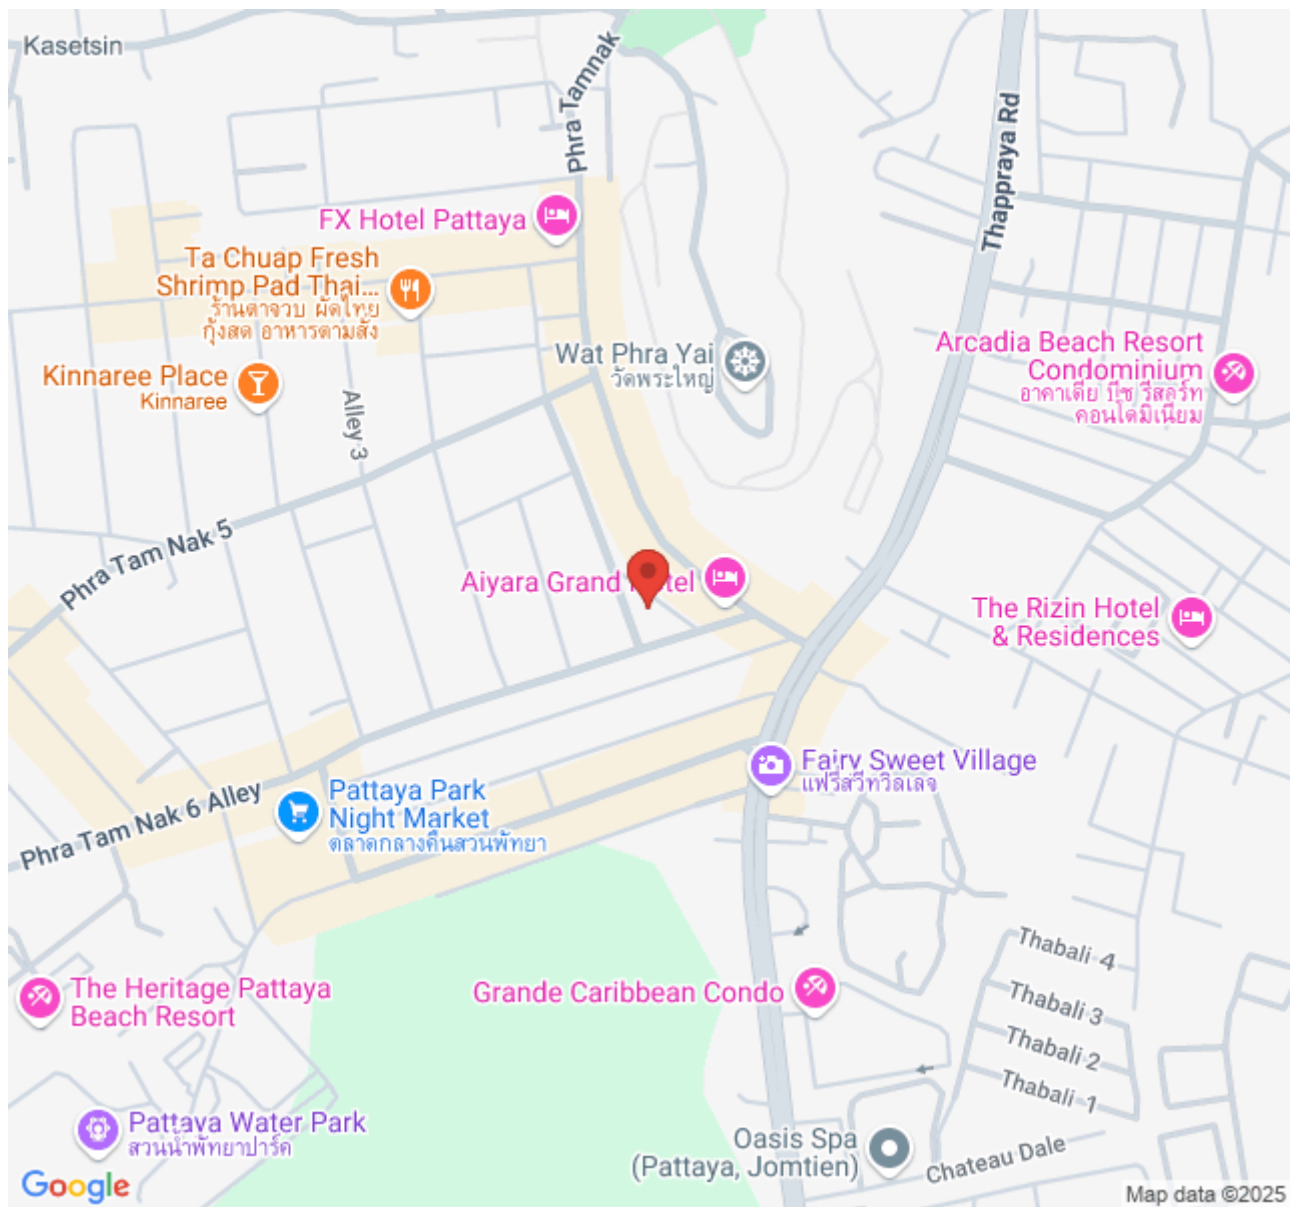 Kasetsin
Phra Tamnak
Thappraya Rd
FX Hotel Pattaya
Ta Chuap Fresh
Shrimp Pad Thai...
ร้านตาจวบ ผัดไทย
กุ้งสด อาหารตามสั่ง
Wat Phra Yai
วัดพระใหญ่
Arcadia Beach Resort
Condominium
อาคาเดีย บีช รีสอร์ท
คอนโดมิเนียม
Kinnaree Place
Kinnaree
Alley 3
Phra Tam Nak 5
Aiyara Grand
The Rizin Hotel
& Residences
Fairy Sweet Village
แฟรี่สวีทวิลเลจ
Pattaya Park
Night Market
ตลาดกลางคืนสวนพัทยา
Phra Tam Nak 6 Alley
The Heritage Pattaya
Beach Resort
Grande Caribbean Condo
Thabali 4
Thabali 3
Thabali 2
Thabali 1
Pattaya Water Park
สวนน้ำพัทยาปาร์ค
Oasis Spa
(Pattaya, Jomtien)
Chateau Dale
Google
Map data ©2025